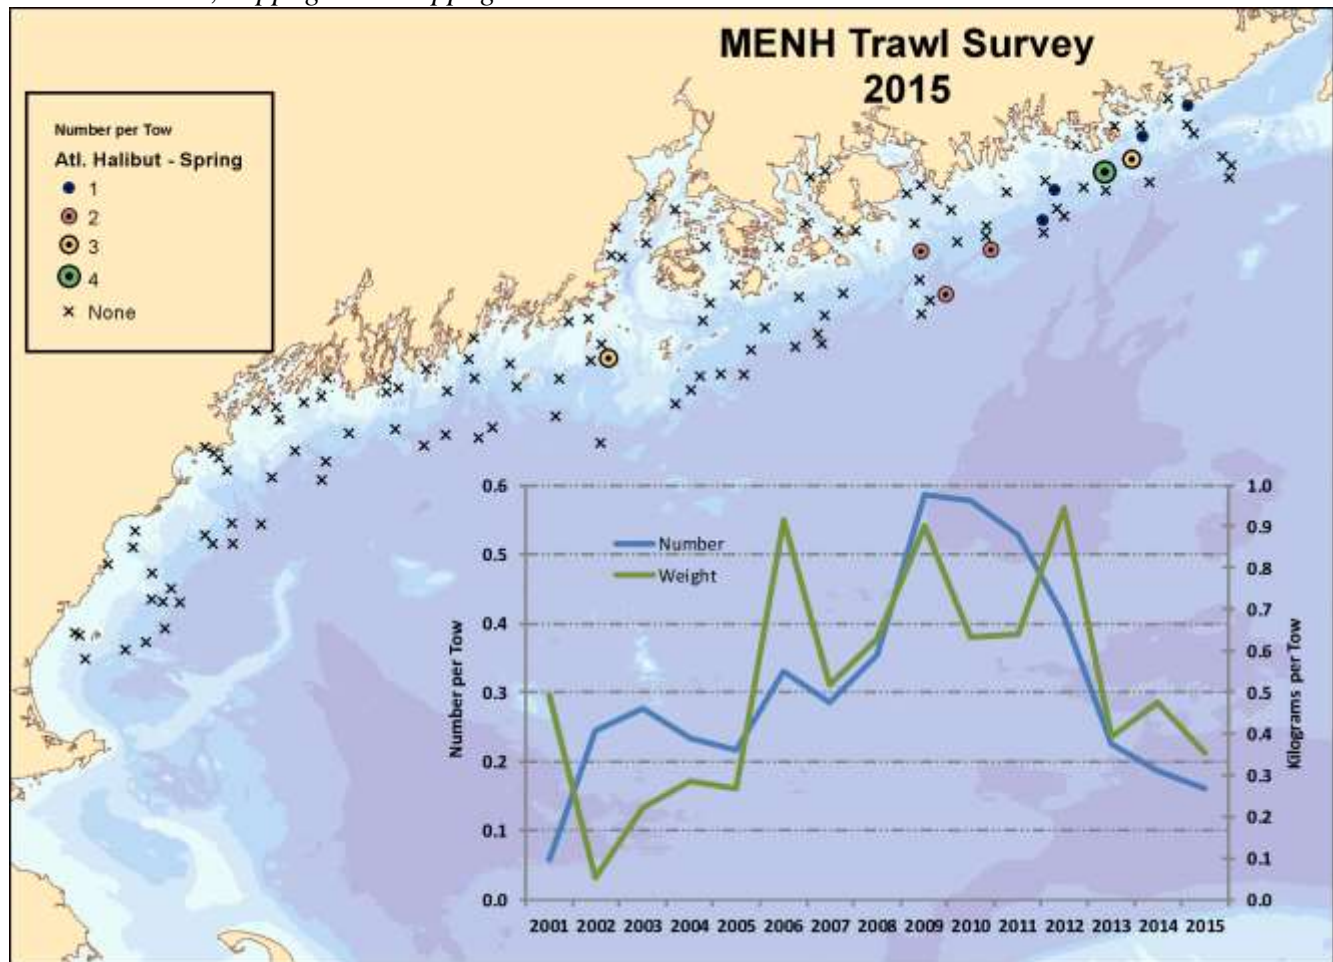 MENH Trawl Survey
2015
Number per Tow
Atl. Halibut - Spring
1
2
3
4
None
Number
Weight
Number per Tow
Kilograms per Tow
0.6
0.5
0.4
0.3
0.2
0.1
0.0
1.0
0.9
0.8
0.7
0.6
0.5
0.4
0.3
0.2
0.1
0.0
2001 2002 2003 2004 2005 2006 2007 2008 2009 2010 2011 2012 2013 2014 2015